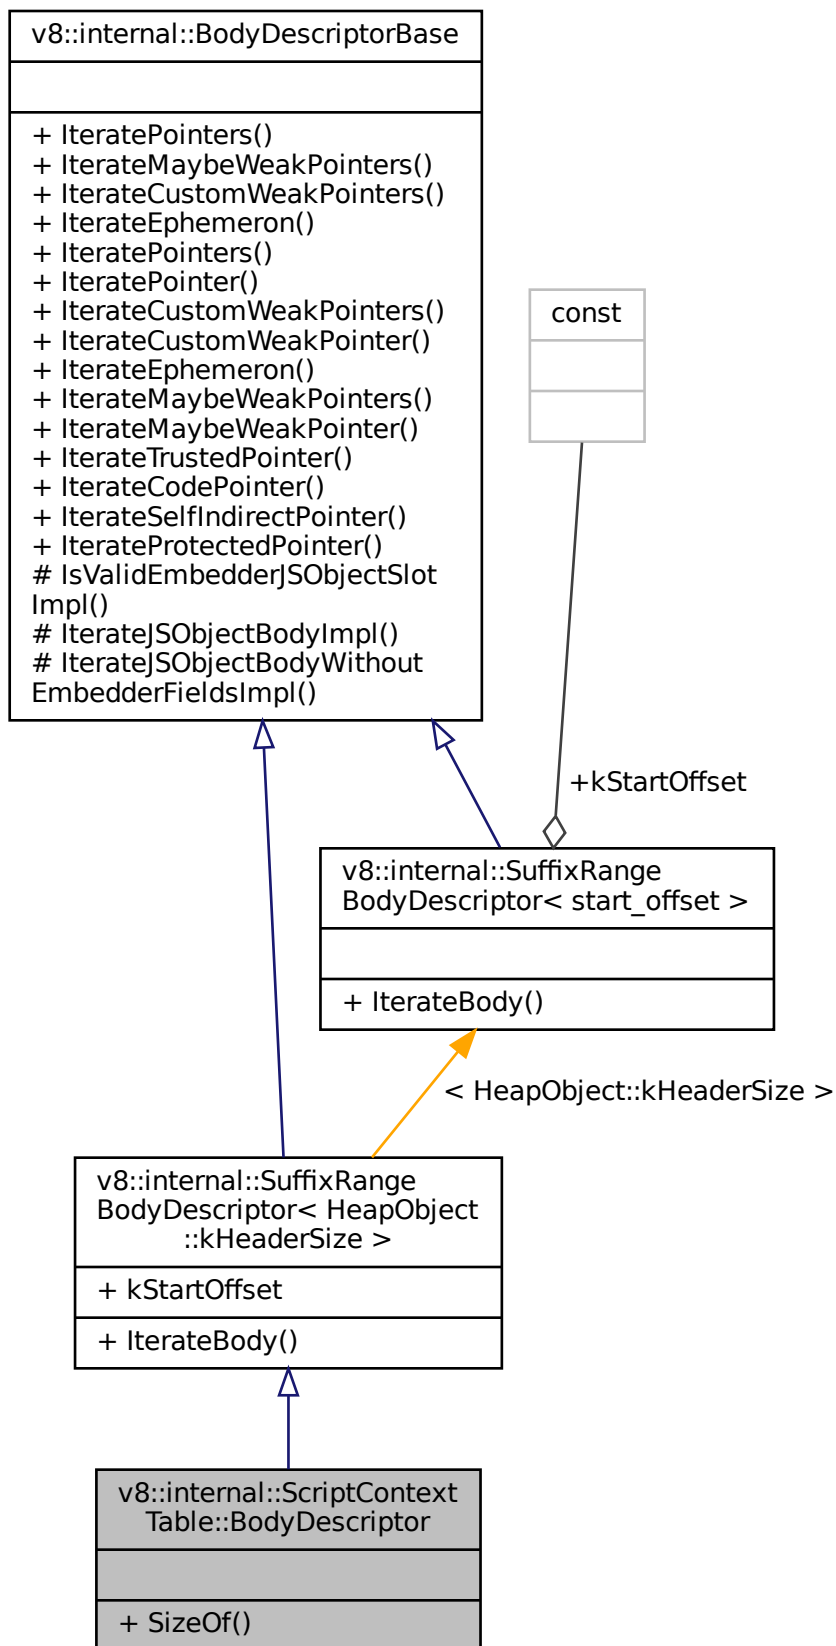 v8::internal::BodyDescriptorBase
+ IteratePointers()
+ IterateMaybeWeakPointers()
+ IterateCustomWeakPointers()
+ IterateEphemeron()
+ IteratePointers()
+ IteratePointer()
+ IterateCustomWeakPointers()
+ IterateCustomWeakPointer()
+ IterateEphemeron()
+ IterateMaybeWeakPointers()
+ IterateMaybeWeakPointer()
+ IterateTrustedPointer()
+ IterateCodePointer()
+ IterateSelfIndirectPointer()
+ IterateProtectedPointer()
# IsValidEmbedderJSObjectSlot
Impl()
# IterateJSObjectBodyImpl()
# IterateJSObjectBodyWithout
EmbedderFieldsImpl()
const
+kStartOffset
v8::internal::SuffixRange
BodyDescriptor< start_offset >
+ IterateBody()
< HeapObject::kHeaderSize >
v8::internal::SuffixRange
BodyDescriptor< HeapObject
::kHeaderSize >
+ kStartOffset
+ IterateBody()
v8::internal::ScriptContext
Table::BodyDescriptor
+ SizeOf()